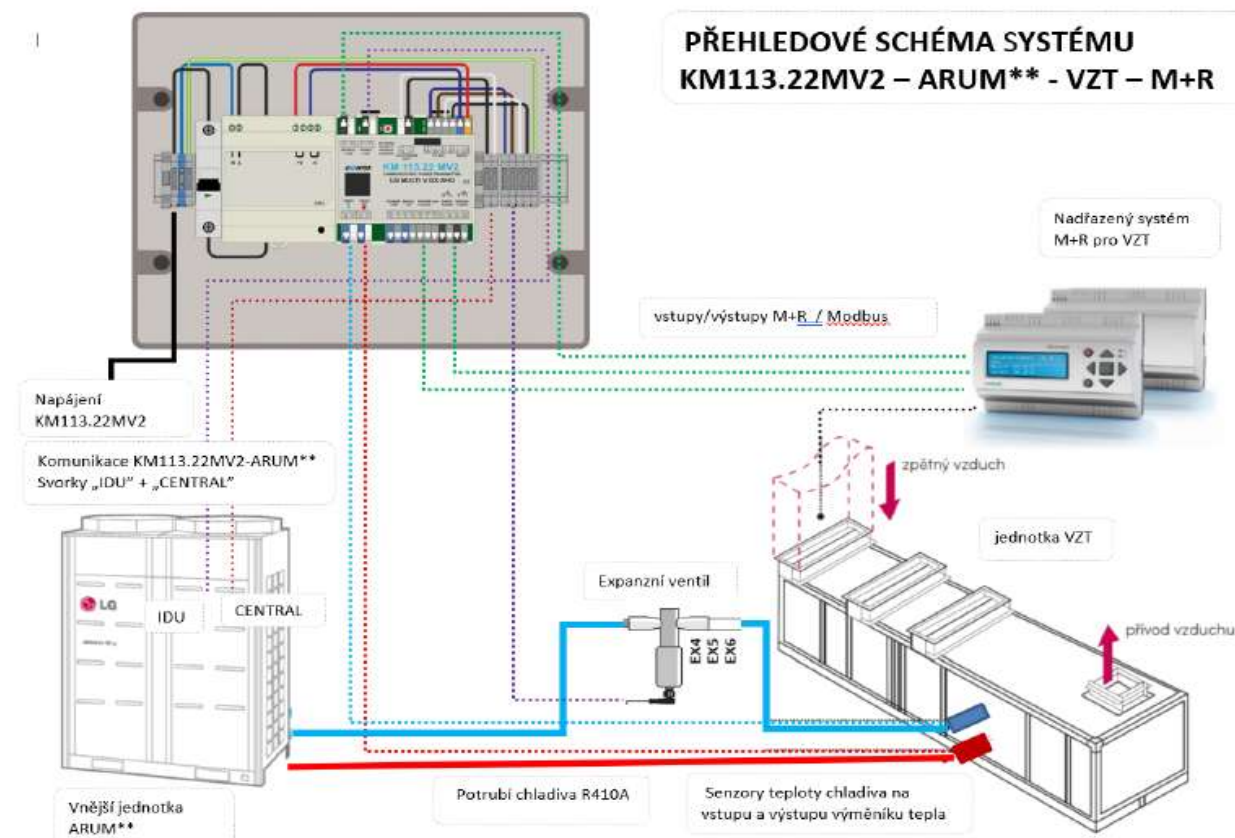 PŘEHLEDOVÉ SCHÉMA SYSTÉMU
KM113.22MV2 – ARUM** - VZT – M+R
KM-113.22 MV2
Nadřazený systém
M+R pro VZT
vstupy/výstupy M+R / Modbus
Napájení
KM113.22MV2
Komunikace KM113.22MV2-ARUM**
Svorky „IDU" + „CENTRAL"
zpětný vzduch
jednotka VZT
Expanzní ventil
LG
IDU
CENTRAL
EX4
EX5
EX6
přívod vzduchu
Potrubí chladiva R410A
Senzory teploty chladiva na
vstupu a výstupu výměníku tepla
Vnější jednotka
ARUM**